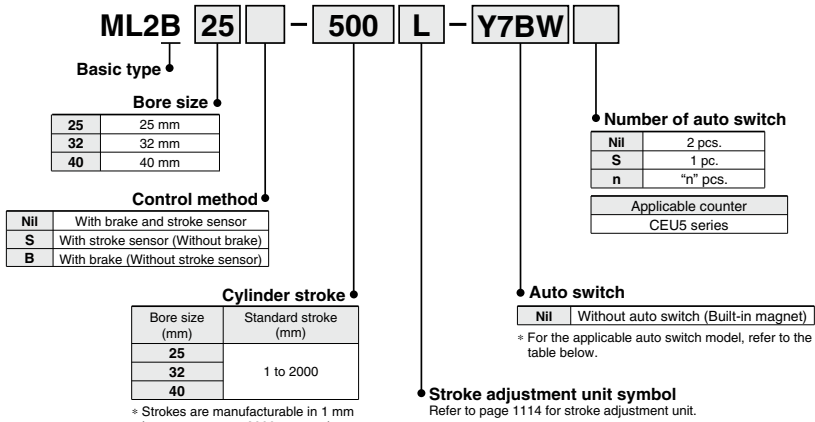 ML2B 25 – 500 L – Y7BW
Basic type
Bore size
25 25 mm
32 32 mm
40 40 mm
Control method
Nil With brake and stroke sensor
S With stroke sensor (Without brake)
B With brake (Without stroke sensor)
Cylinder stroke
Bore size (mm) Standard stroke (mm)
25
32 1 to 2000
40
∗ Strokes are manufacturable in 1 mm
Number of auto switch
Nil 2 pcs.
S 1 pc.
n “n” pcs.
Applicable counter
CEU5 series
Auto switch
Nil Without auto switch (Built-in magnet)
∗ For the applicable auto switch model, refer to the
table below.
Stroke adjustment unit symbol
Refer to page 1114 for stroke adjustment unit.